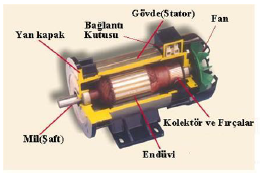 Gövde(Stator)
Fan
Bağlantı
Kutusu
Yan kapak
Kolektör ve Fırçalar
Mil(Şaft)
Endüvi